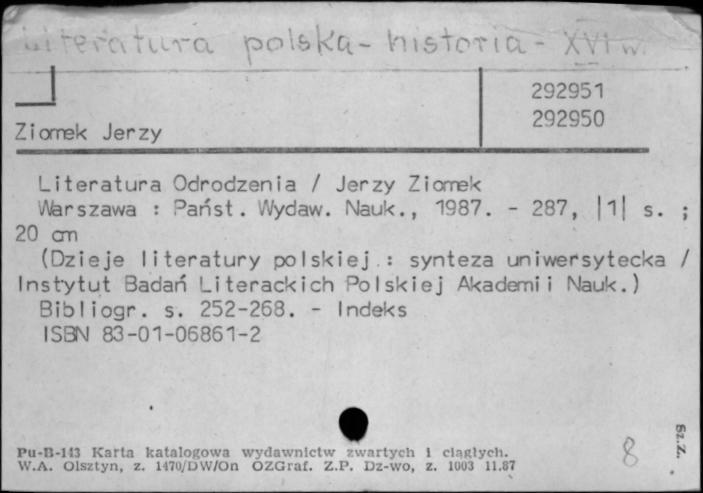 Literatura polska - historia - XVI w.
292951
292950
Ziomek Jerzy
Literatura Odrodzenia / Jerzy Ziomek
Warszawa : Państ. Wydaw. Nauk., 1987. - 287, |1| s. ;
20 cm
(Dzieje literatury polskiej : synteza uniwersytecka /
Instytut Badań Literackich Polskiej Akademii Nauk.)
Bibliogr. s. 252-268. - Indeks
ISBN 83-01-06861-2
Pu-B-143 Karta katalogowa wydawnictw zwartych i ciągłych.
W.A. Olsztyn, z. 1470/DW/On OZGraf. Z.P. Dz-wo, z. 1003 11.87
8
Sz.Z.